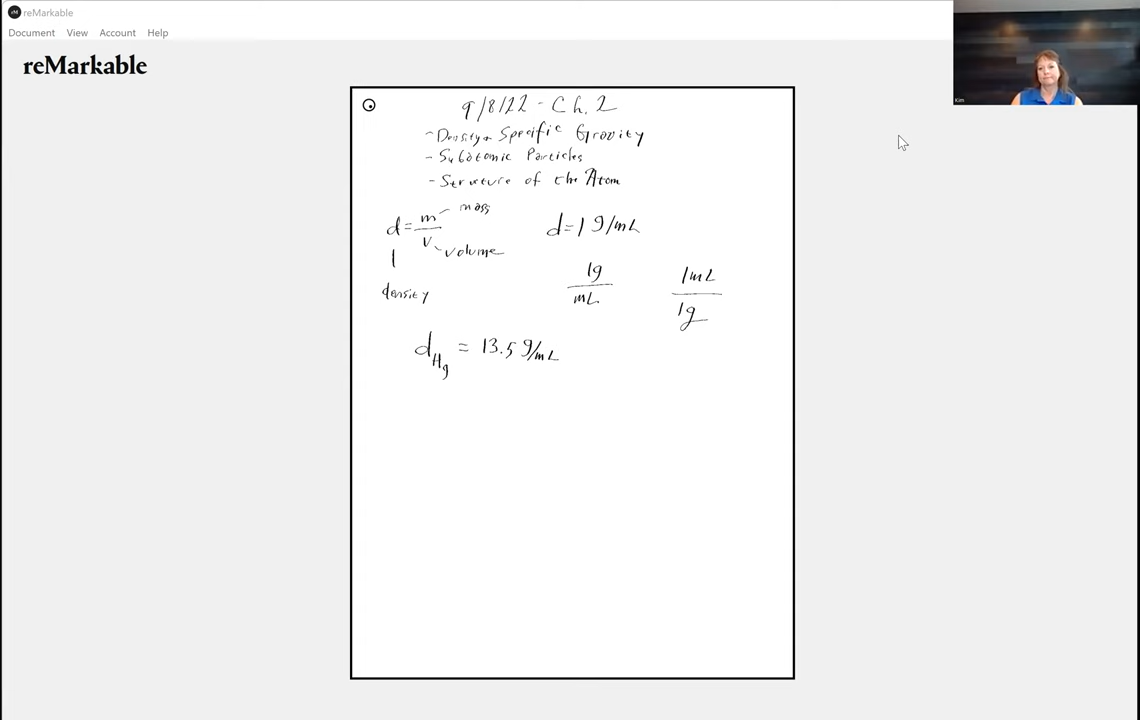 reMarkable
Document View Account Help
reMarkable
Kim
9/8/22 - Ch. 2
- Density + Specific Gravity
- Subatomic Particles
- Structure of the Atom
d = m/V mass volume
density
d = 1 g/mL
1g/mL
1mL/1g
dHg = 13.5 g/mL